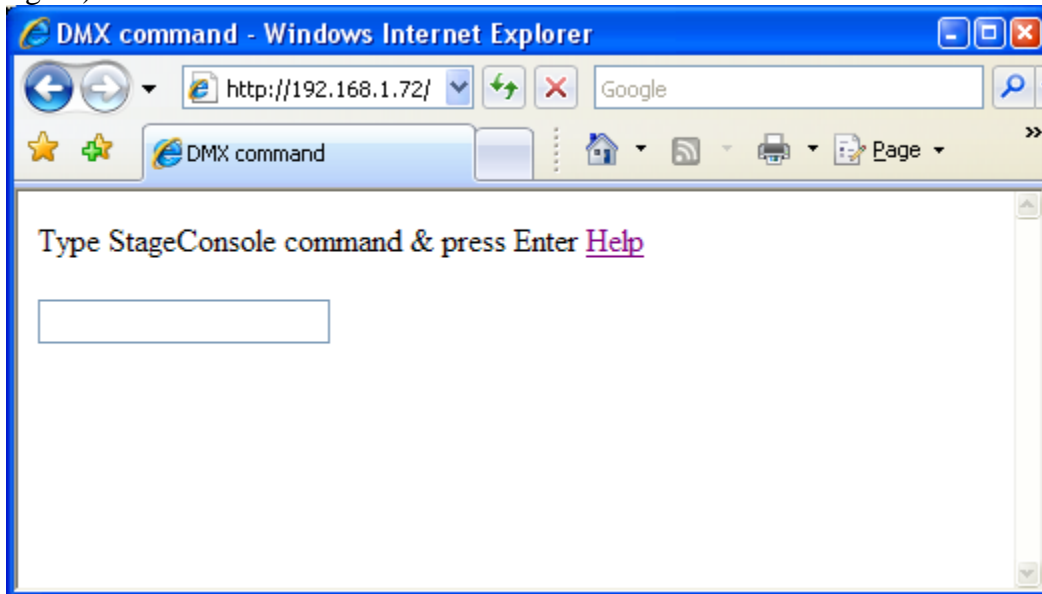 DMX command - Windows Internet Explorer
http://192.168.1.72/ Google
DMX command Page
Type StageConsole command & press Enter Help